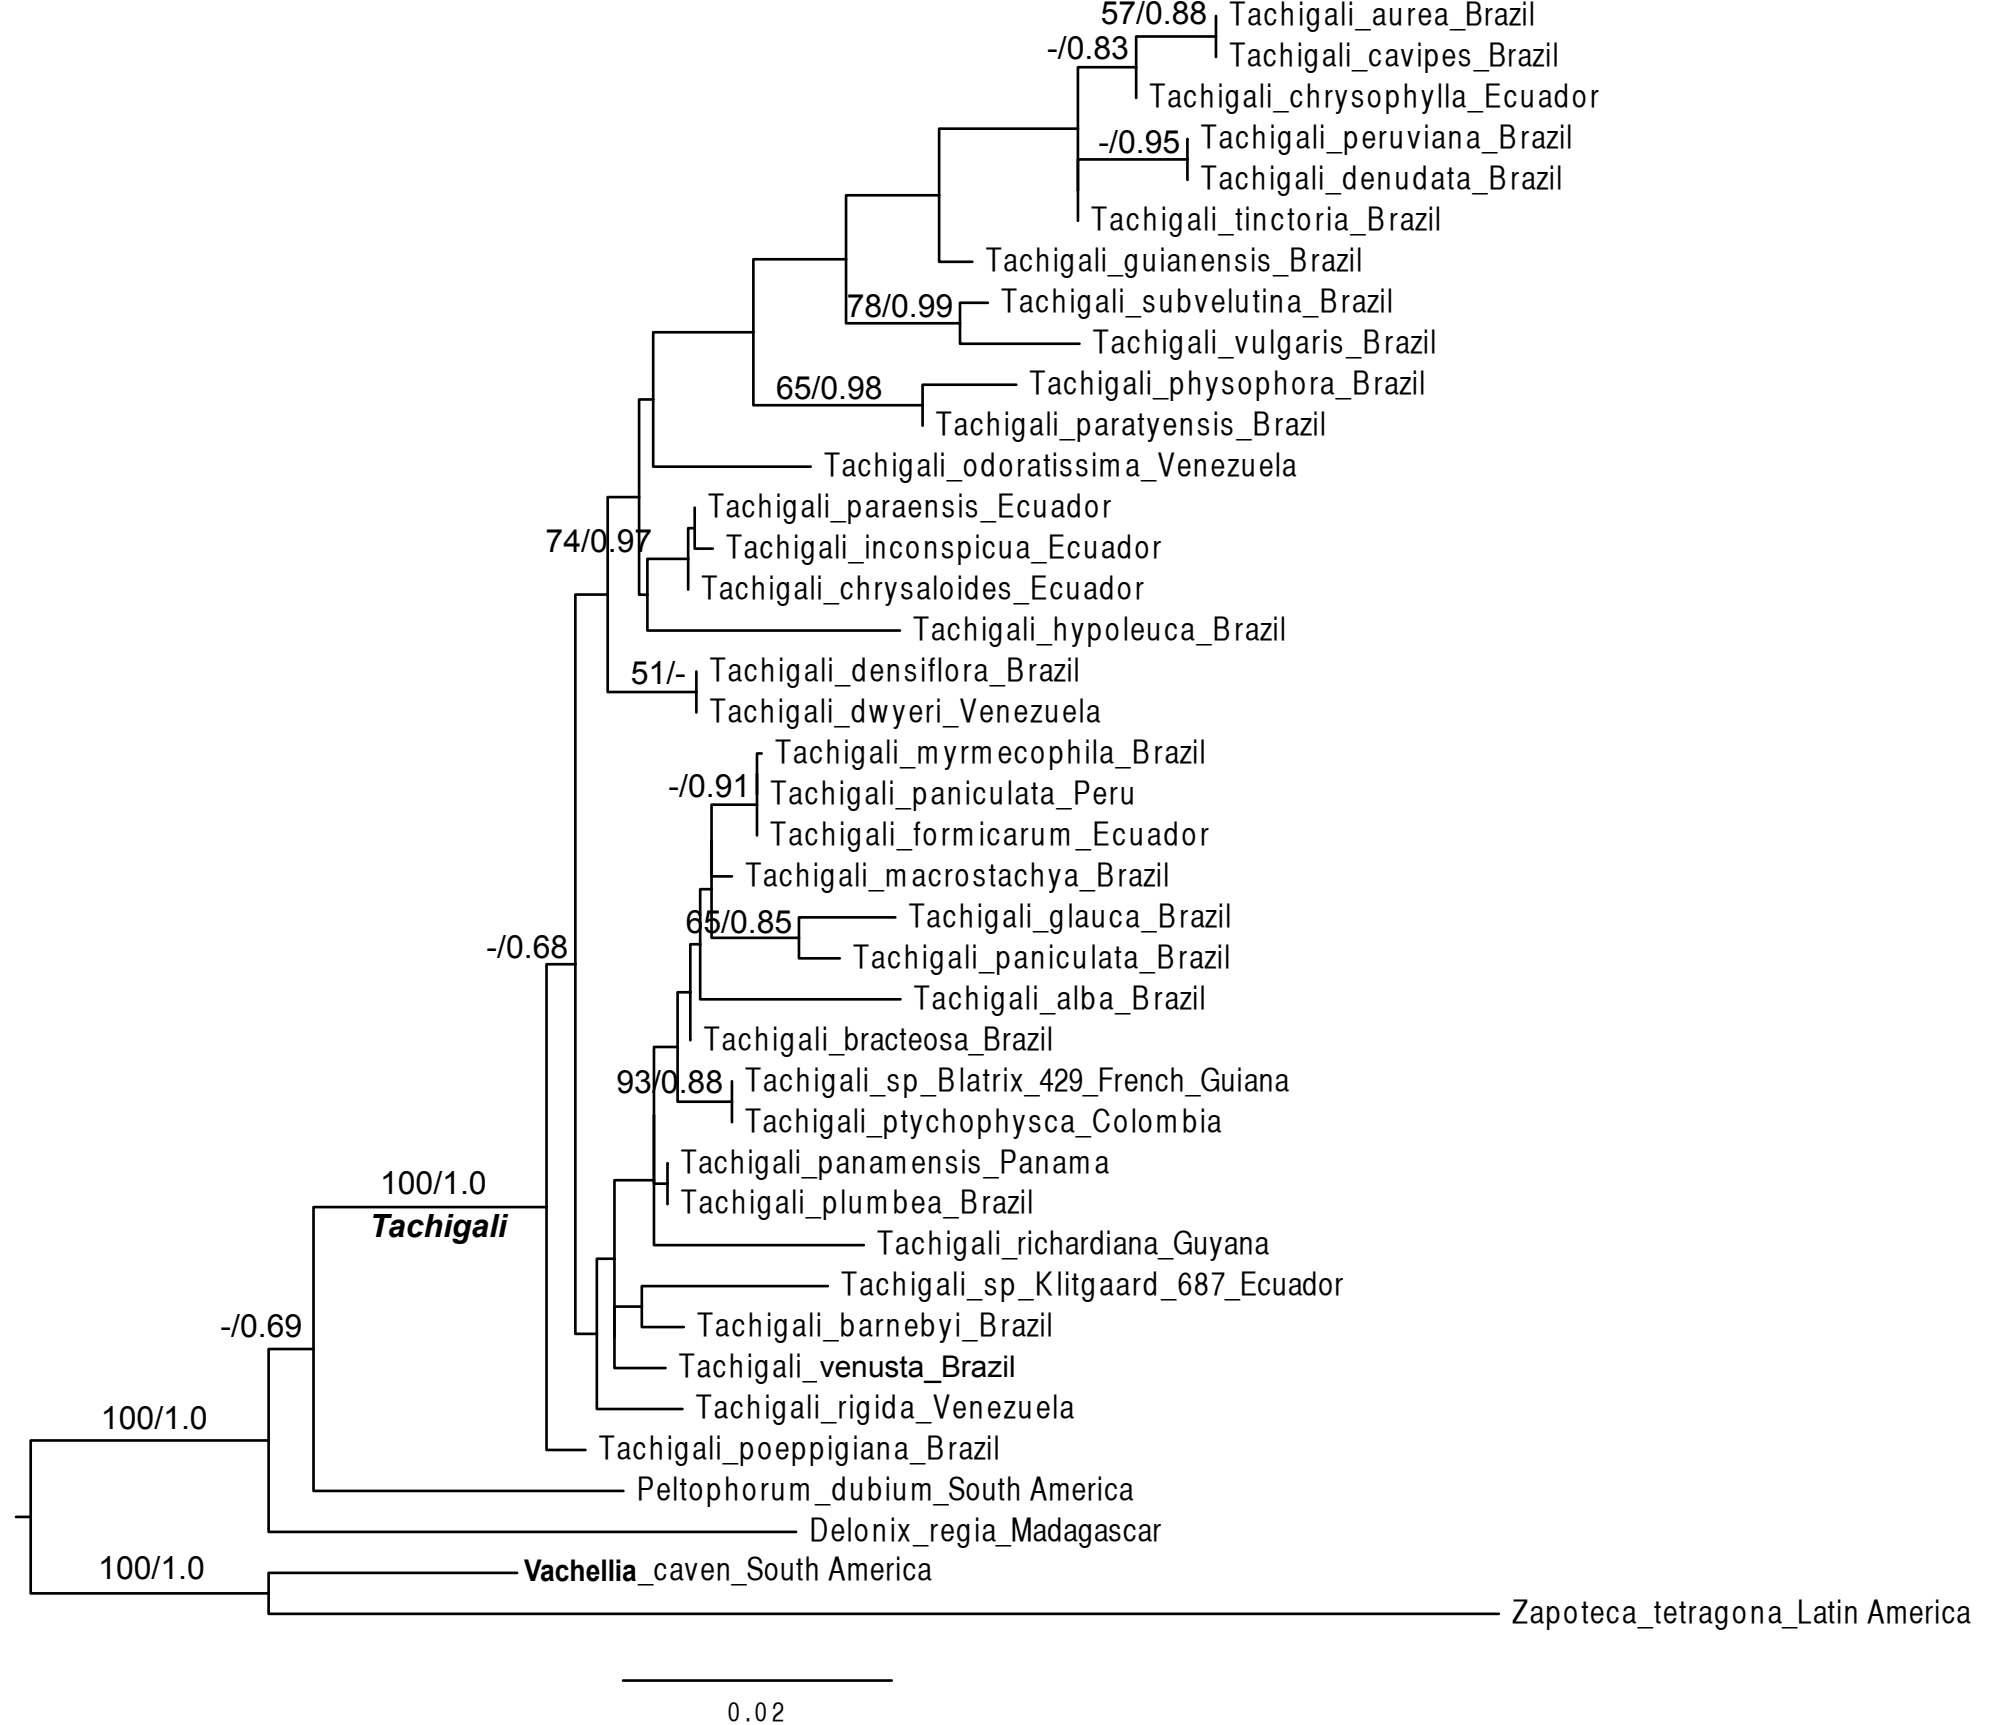 57/0.88 Tachigali_aurea_Brazil
-/0.83
Tachigali_cavipes_Brazil
Tachigali_chrysophylla_Ecuador
-/0.95 Tachigali_peruviana_Brazil
Tachigali_denudata_Brazil
Tachigali_tinctoria_Brazil
Tachigali_guianensis_Brazil
78/0.99 Tachigali_subvelutina_Brazil
Tachigali_vulgaris_Brazil
65/0.98 Tachigali_physophora_Brazil
Tachigali_paratyensis_Brazil
Tachigali_odoratissima_Venezuela
Tachigali_paraensis_Ecuador
74/0.97 Tachigali_inconspicua_Ecuador
Tachigali_chrysaloides_Ecuador
Tachigali_hypoleuca_Brazil
51/- Tachigali_densiflora_Brazil
Tachigali_dwyeri_Venezuela
Tachigali_myrmecophila_Brazil
-/0.91 Tachigali_paniculata_Peru
Tachigali_formicarum_Ecuador
Tachigali_macrostachya_Brazil
65/0.85 Tachigali_glauca_Brazil
-/0.68 Tachigali_paniculata_Brazil
Tachigali_alba_Brazil
Tachigali_bracteosa_Brazil
93/0.88 Tachigali_sp_Blatrix_429_French_Guiana
Tachigali_ptychophysca_Colombia
Tachigali_panamensis_Panama
100/1.0
Tachigali_plumbea_Brazil
Tachigali
Tachigali_richardiana_Guyana
Tachigali_sp_Klitgaard_687_Ecuador
-/0.69 Tachigali_barnebyi_Brazil
Tachigali_venusta_Brazil
Tachigali_rigida_Venezuela
100/1.0
Tachigali_poeppigiana_Brazil
Peltophorum_dubium_South America
Delonix_regia_Madagascar
100/1.0 Vachellia_caven_South America
Zapoteca_tetragona_Latin America
0.02